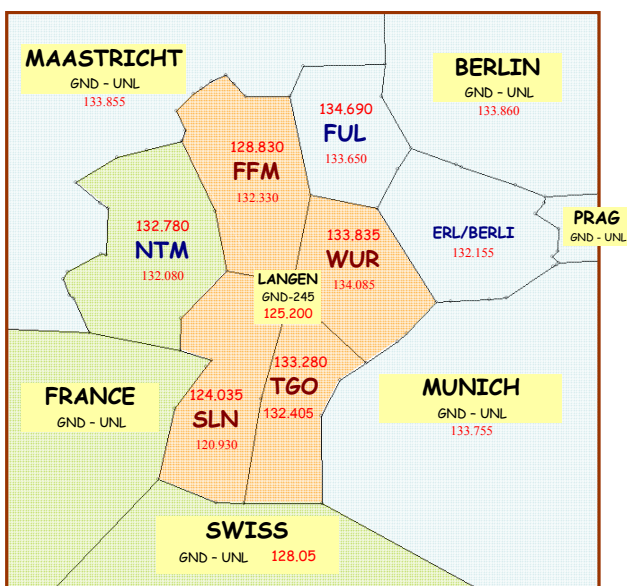 MAASTRICHT
GND - UNL
133.855
BERLIN
GND - UNL
133.860
134.690
FUL
133.650
128.830
FFM
132.330
132.780
NTM
132.080
133.835
WUR
134.085
ERL/BERLI
132.155
PRAG
GND - UNL
LANGEN
GND-245
125.200
133.280
TGO
132.405
124.035
SLN
120.930
FRANCE
GND - UNL
MUNICH
GND - UNL
133.755
SWISS
GND - UNL 128.05